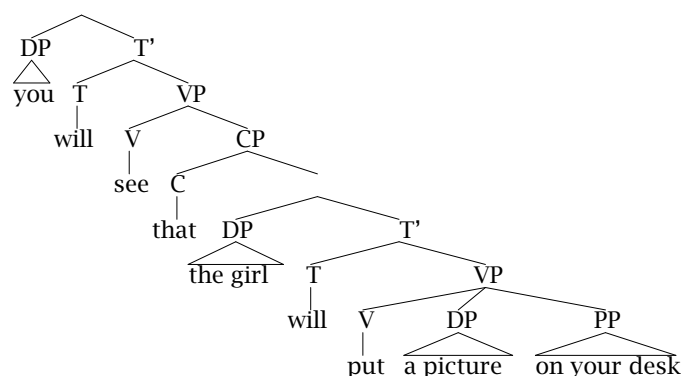 DP T'
you T VP
will V CP
see C
that DP T'
the girl T VP
will V DP PP
put a picture on your desk